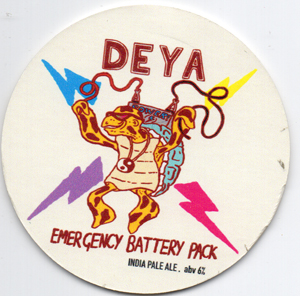 DEYA
EMERGENCY BATTERY PACK
INDIA PALE ALE. abv 6%